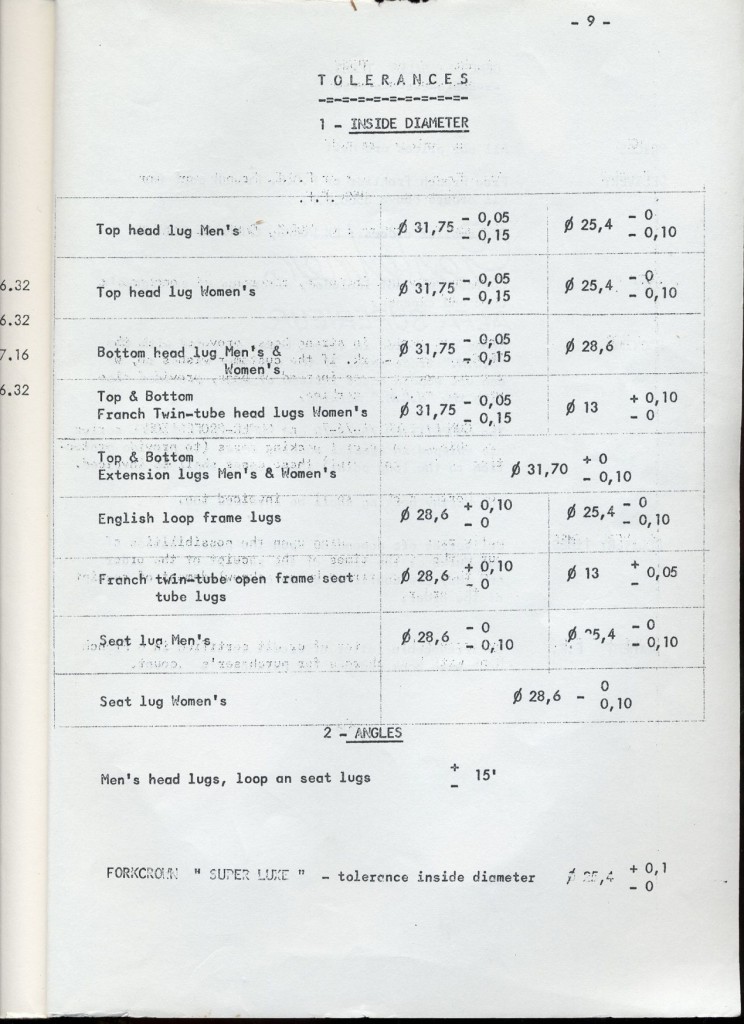 - 9 -
TOLERANCES
-=-=-=-=-=-=-=-=-=-
1 - INSIDE DIAMETER
Top head lug Men's Ø 31,75 - 0,05 - 0,15 Ø 25,4 - 0 - 0,10
6.32
Top head lug Women's Ø 31,75 - 0,05 - 0,15 Ø 25,4 - 0 - 0,10
6.32
7.16
Bottom head lug Men's &
Women's Ø 31,75 - 0,05 - 0,15 Ø 28,6
6.32
Top & Bottom
Franch Twin-tube head lugs Women's Ø 31,75 - 0,05 - 0,15 Ø 13 + 0,10 - 0
Top & Bottom
Extension lugs Men's & Women's Ø 31,70 + 0 - 0,10
English loop frame lugs Ø 28,6 + 0,10 - 0 Ø 25,4 - 0 - 0,10
Franch twin-tube open frame seat
tube lugs Ø 28,6 + 0,10 - 0 Ø 13 + - 0,05
Seat lug Men's Ø 28,6 - 0 - 0,10 Ø 25,4 - 0 - 0,10
Seat lug Women's Ø 28,6 - 0 0,10
2 - ANGLES
Men's head lugs, loop an seat lugs + - 15'
FORKCROWN " SUPER LUXE " - tolerence inside diameter Ø 25,4 + 0,1 - 0